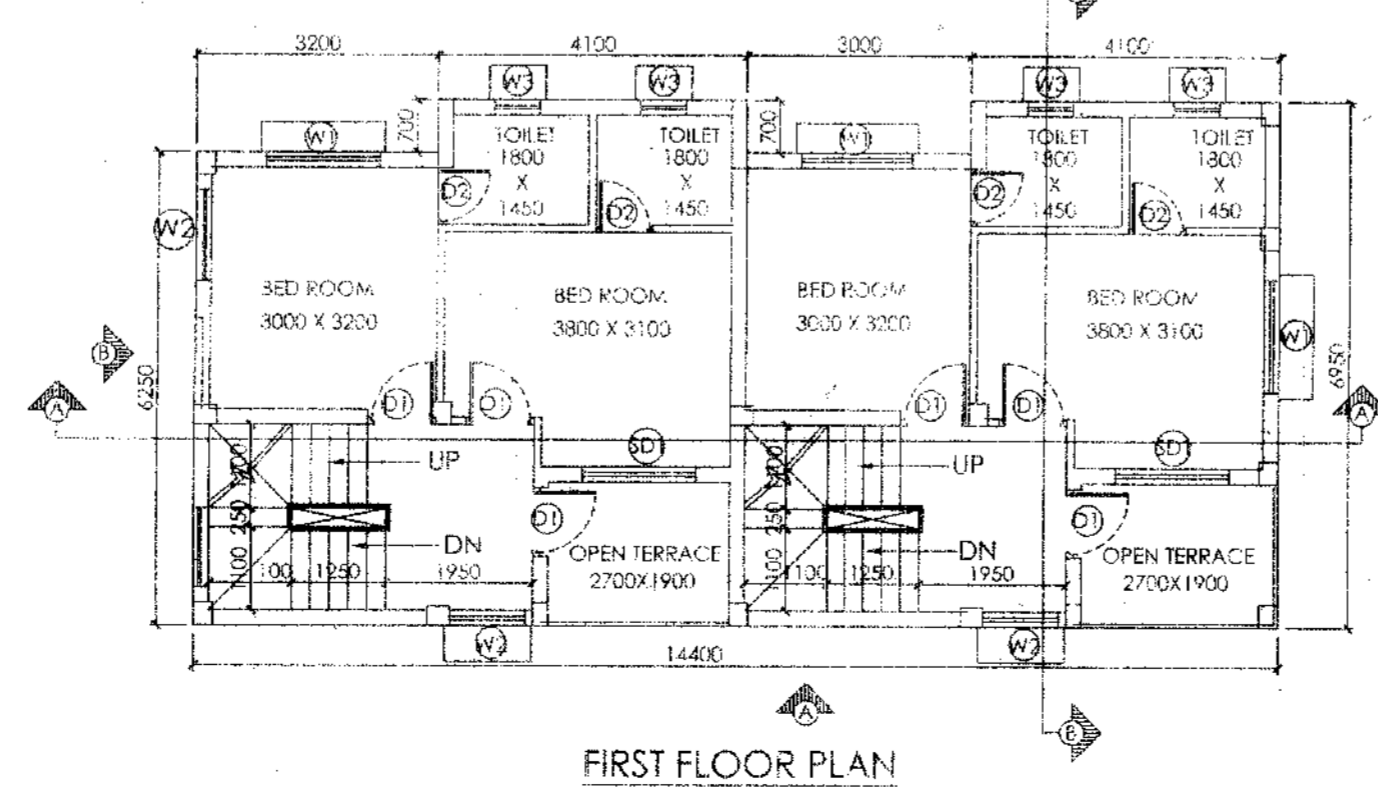 3200
4100
3000
4100
W3
W3
W3
W3
700
W1
TOILET
1800
X
1450
TOILET
1800
X
1450
700
W1
TOILET
1800
X
1450
TOILET
1800
X
1450
D2
D2
D2
D2
W2
BED ROOM
3000 X 3200
BED ROOM
3800 X 3100
BED ROOM
3000 X 3200
BED ROOM
3800 X 3100
W1
B
6250
6950
A
A
D1
D1
D1
D1
SD1
SD1
UP
UP
250
250
D1
D1
DN
DN
OPEN TERRACE
2700X1900
OPEN TERRACE
2700X1900
1250
1950
1250
1950
W2
W2
14400
A
B
FIRST FLOOR PLAN